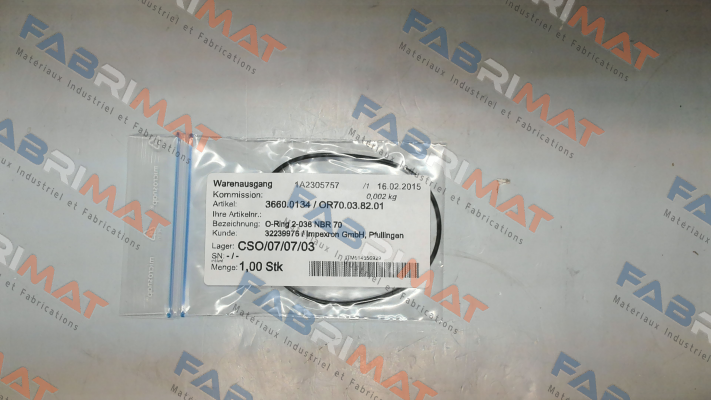 Warenausgang 1A2305757 /1 16.02.2015
Kommission: 0,002 kg
Artikel: 3660.0134 / OR70.03.82.01
Ihre Artikelnr.:
Bezeichnung: O-Ring 2-038 NBR 70
Kunde: 32239975 / Impexron GmbH, Pfullingen
Lager: CSO/07/07/03
SN: - / -
Menge: 1,00 Stk
FABRIMAT
Materiaux Industriel et Fabrications